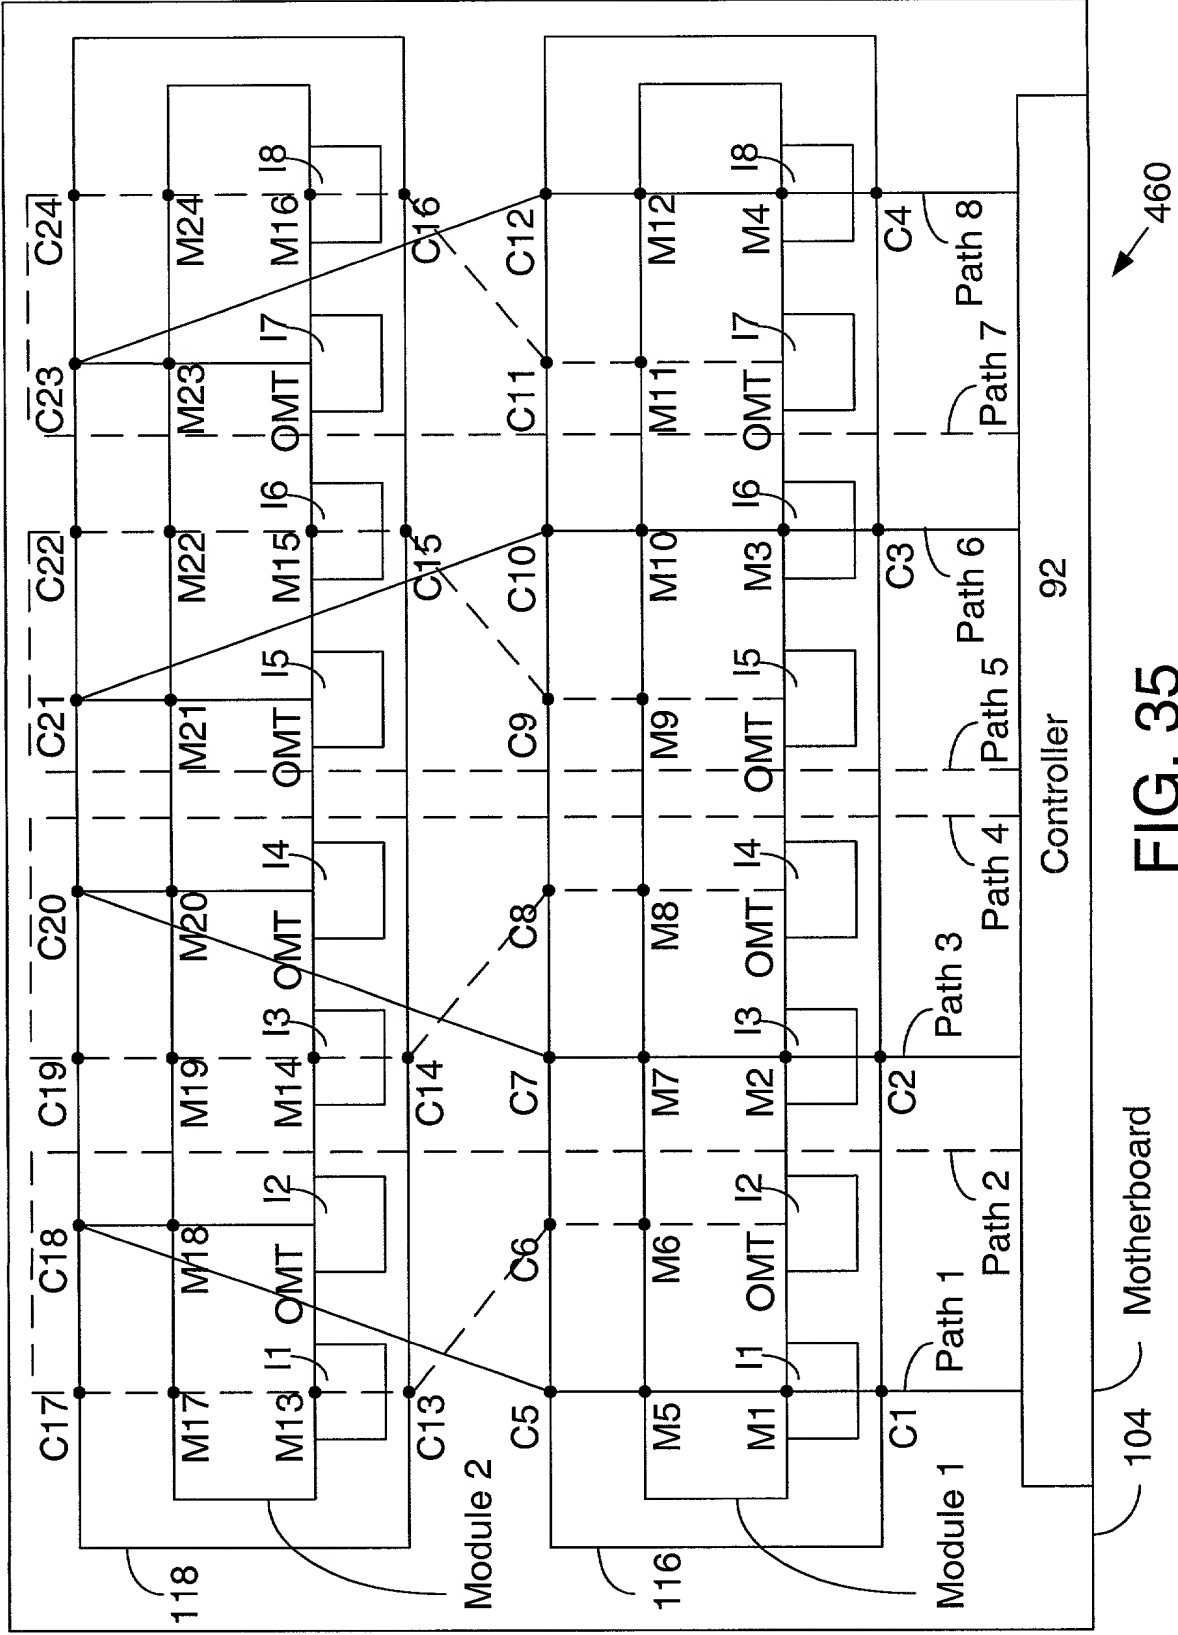 C17 C18 C19 C20 C21 C22 C23 C24
118 M17 M18 M19 M20 M21 M22 M23 M24
I1 I2 I3 I4 I5 I6 I7 I8
M13 OMT M14 OMT OMT M15 OMT M16
C13 C14 C15 C16
Module 2
C5 C6 C7 C8 C9 C10 C11 C12
116 M5 M6 M7 M8 M9 M10 M11 M12
I1 I2 I3 I4 I5 I6 I7 I8
M1 OMT M2 OMT OMT M3 OMT M4
C1 C2 C3 C4
Module 1 Path 1 Path 3 Path 6 Path 8
Path 2 Path 4 Path 5 Path 7
Controller 92
104 Motherboard
460
FIG. 35